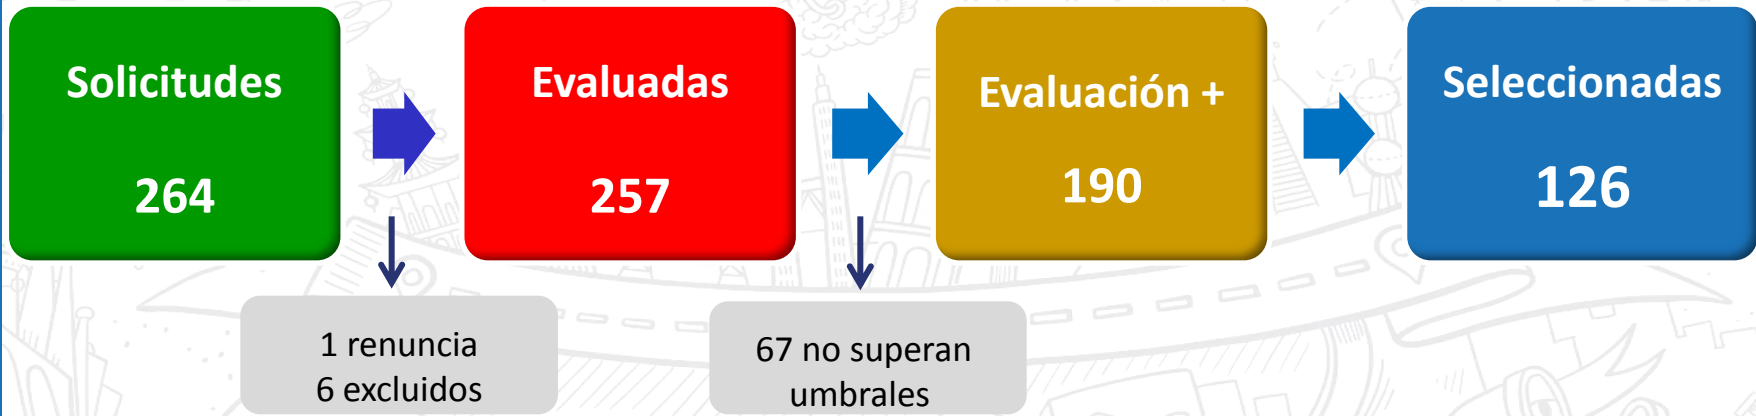 Solicitudes
264
Evaluadas
257
Evaluación +
190
Seleccionadas
126
1 renuncia
6 excluidos
67 no superan
umbrales